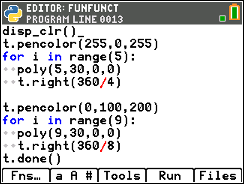 EDITOR: FUNFUNCT
PROGRAM LINE 0013
disp_clr()_
t.pencolor(255,0,255)
for i in range(5):
··poly(5,30,0,0)
··t.right(360/4)

t.pencolor(0,100,200)
for i in range(9):
··poly(9,30,0,0)
··t.right(360/8)
t.done()
Fns… a A # Tools Run Files